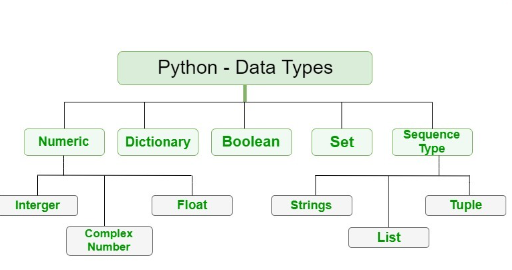 Python - Data Types
Numeric
Dictionary
Boolean
Set
Sequence
Type
Interger
Complex
Number
Float
Strings
List
Tuple